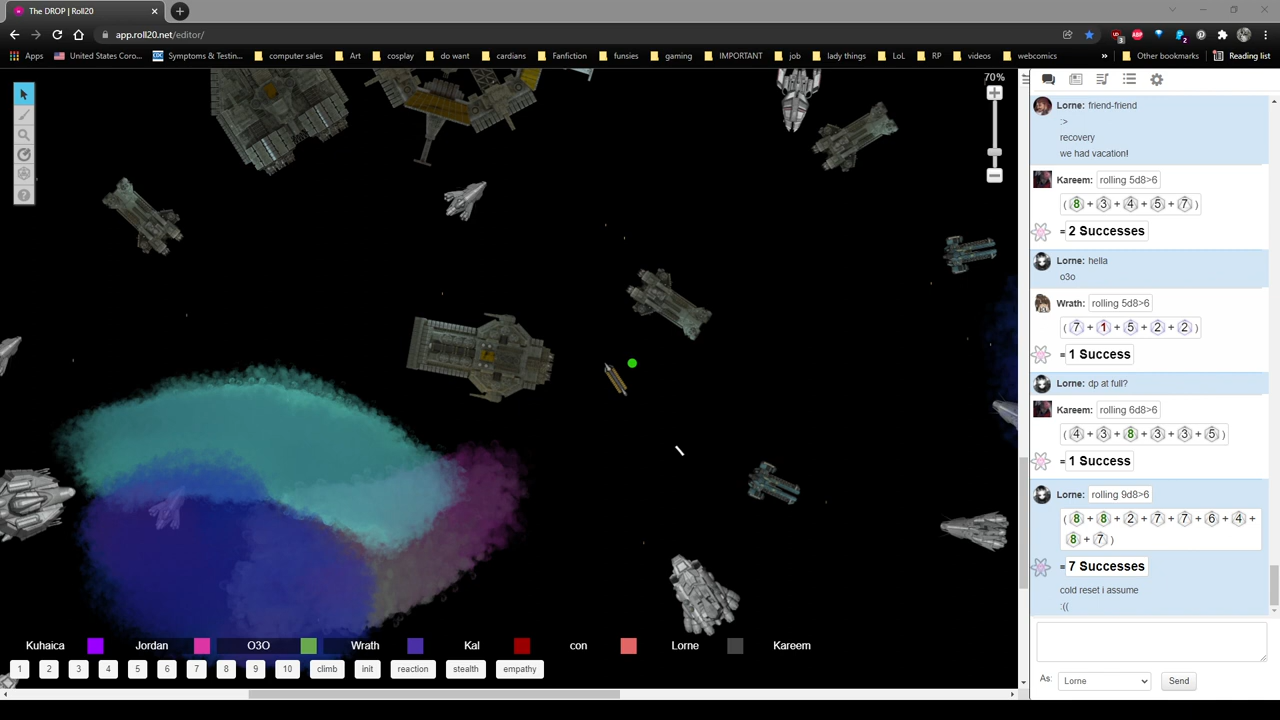 The DROP | Roll20
app.roll20.net/editor/
Apps
United States Coro...
Symptoms & Testin...
computer sales
Art
cosplay
do want
cardians
Fanfiction
funsies
gaming
IMPORTANT
job
lady things
LoL
RP
videos
webcomics
»
Other bookmarks
Reading list
70%
Lorne: friend-friend
:>
recovery
we had vacation!
Kareem: rolling 5d8>6
(8+3+4+5+7)
=2 Successes
Lorne: hella
o3o
Wrath: rolling 5d8>6
(7+1+5+2+2)
=1 Success
Lorne: dp at full?
Kareem: rolling 6d8>6
(4+3+8+3+3+5)
=1 Success
Lorne: rolling 9d8>6
(8+8+2+7+7+6+4+
8+7)
=7 Successes
cold reset i assume
:((
Kuhaica
Jordan
O3O
Wrath
Kal
con
Lorne
Kareem
1
2
3
4
5
6
7
8
9
10
climb
init
reaction
stealth
empathy
As:
Lorne
Send